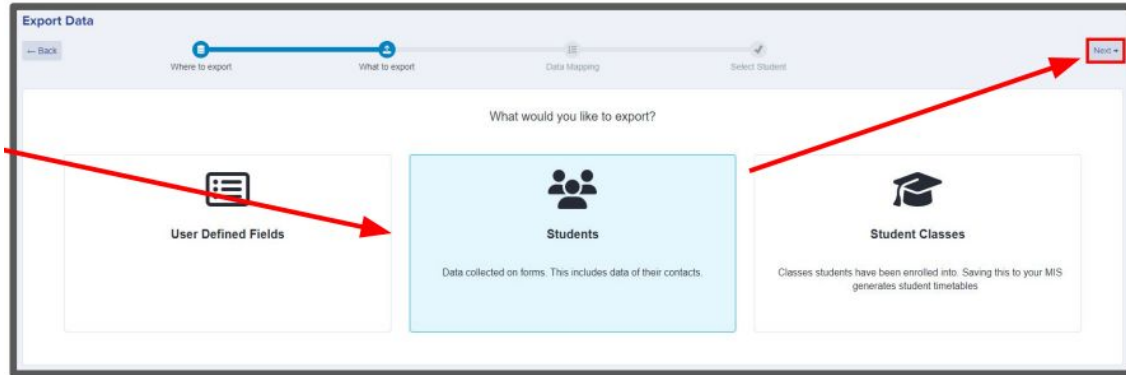 Export Data
← Back
Where to export
What to export
Data Mapping
Select Student
Next →
What would you like to export?
User Defined Fields
Students
Data collected on forms. This includes data of their contacts.
Student Classes
Classes students have been enrolled into. Saving this to your MIS
generates student timetables